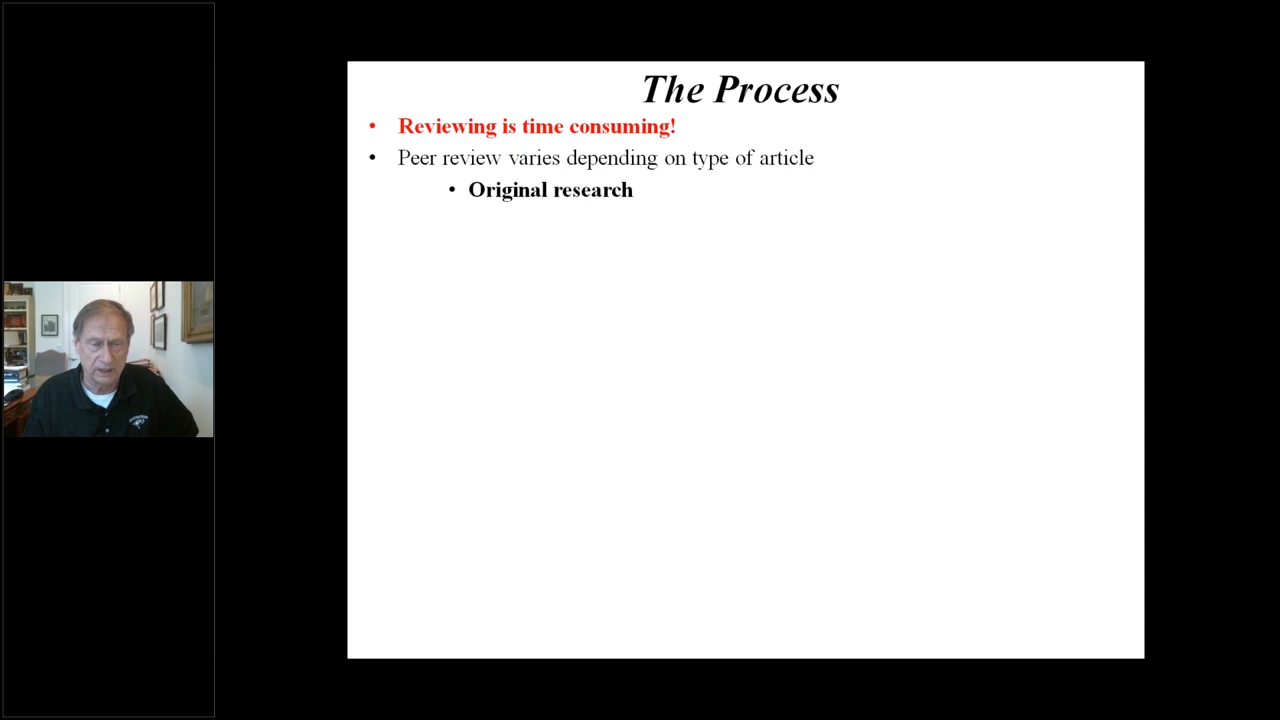 The Process
• Reviewing is time consuming!
• Peer review varies depending on type of article
• Original research